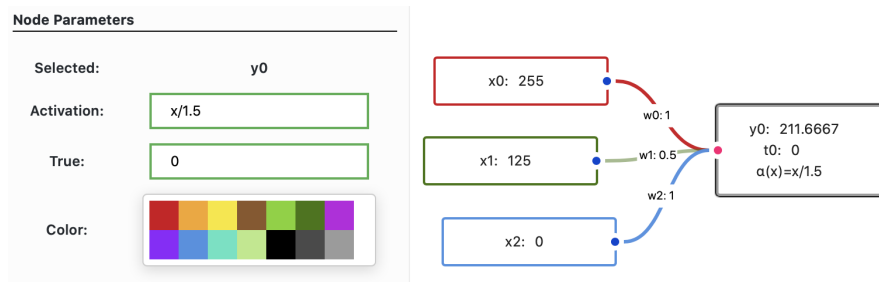 Node Parameters
Selected: y0
Activation: x/1.5
True: 0
Color:
x0: 255
x1: 125
x2: 0
w0: 1
w1: 0.5
w2: 1
y0: 211.6667
t0: 0
α(x)=x/1.5